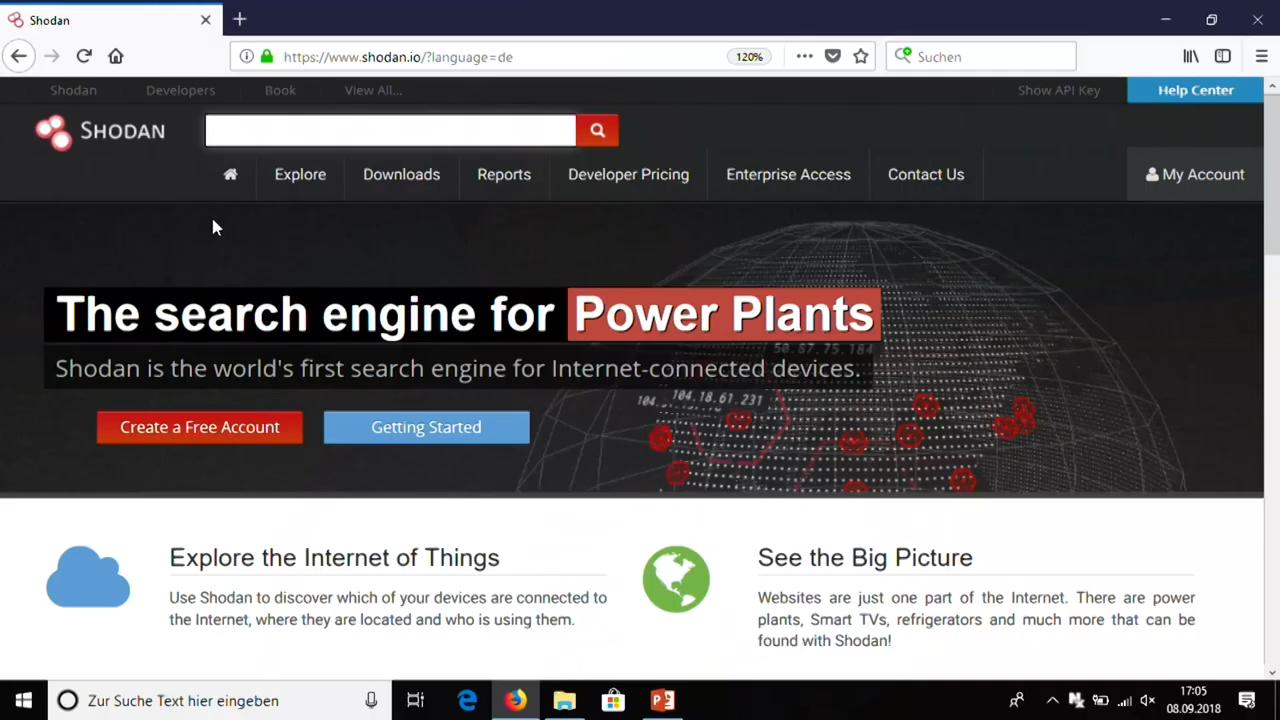 Shodan
https://www.shodan.io/?language=de
120%
Suchen
Shodan Developers Book View All...
Show API Key
Help Center
SHODAN
Explore Downloads Reports Developer Pricing Enterprise Access Contact Us
My Account
The search engine for Power Plants
50.67.75.184
Shodan is the world's first search engine for Internet-connected devices.
104.18.61.231
104...
Create a Free Account
Getting Started
Explore the Internet of Things
Use Shodan to discover which of your devices are connected to
the Internet, where they are located and who is using them.
See the Big Picture
Websites are just one part of the Internet. There are power
plants, Smart TVs, refrigerators and much more that can be
found with Shodan!
Zur Suche Text hier eingeben
17:05
08.09.2018